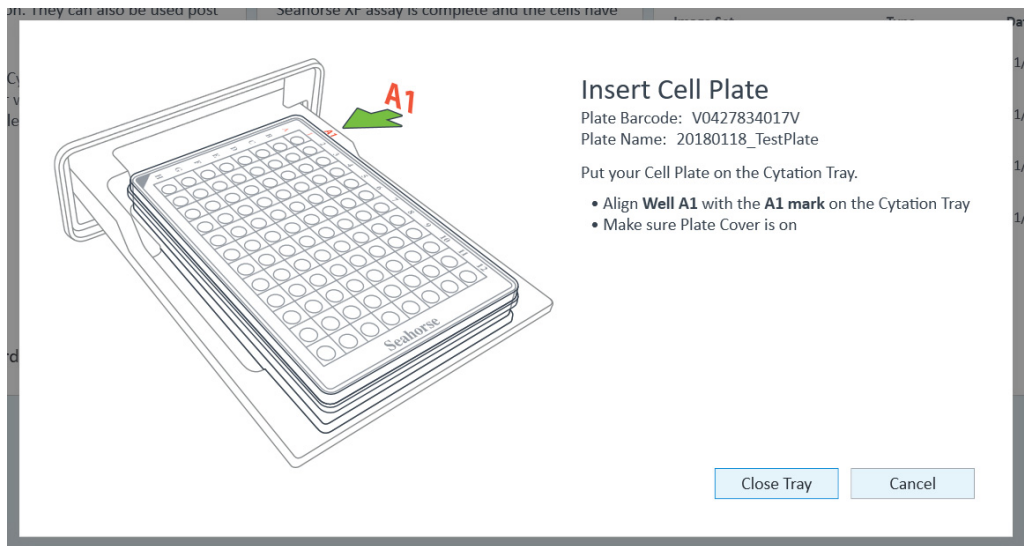 on. They can also be used post
Seahorse XF assay is complete and the cells have
A1
A1
Seahorse
Insert Cell Plate
Plate Barcode: V0427834017V
Plate Name: 20180118_TestPlate
Put your Cell Plate on the Cytation Tray.
• Align Well A1 with the A1 mark on the Cytation Tray
• Make sure Plate Cover is on
Close Tray
Cancel